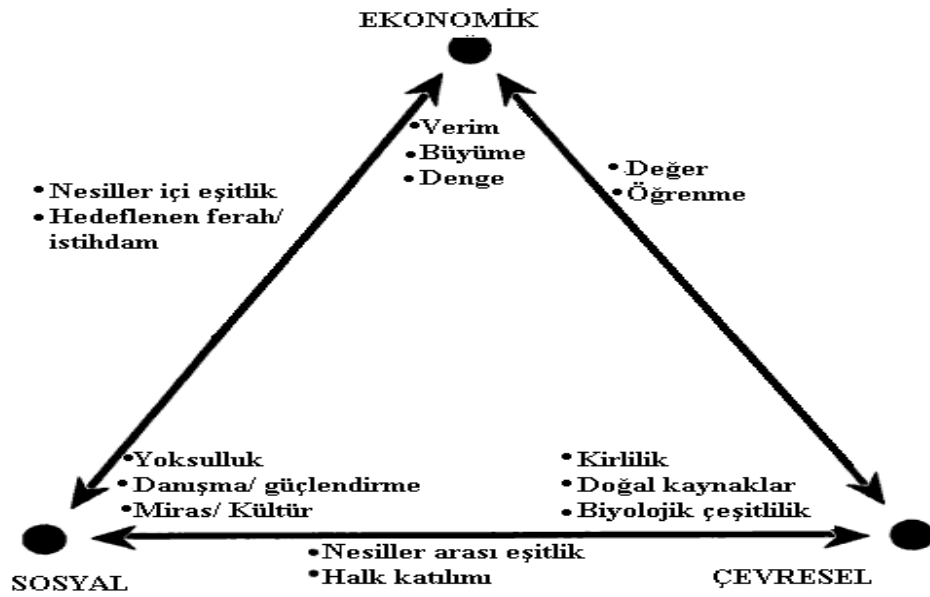 EKONOMİK
•Verim
•Büyüme
•Denge
•Nesiller içi eşitlik
•Hedeflenen ferah/
istihdam
•Değer
•Öğrenme
•Yoksulluk
•Danışma/ güçlendirme
•Miras/ Kültür
•Kirlilik
•Doğal kaynaklar
•Biyolojik çeşitlilik
•Nesiller arası eşitlik
•Halk katılımı
SOSYAL
ÇEVRESEL